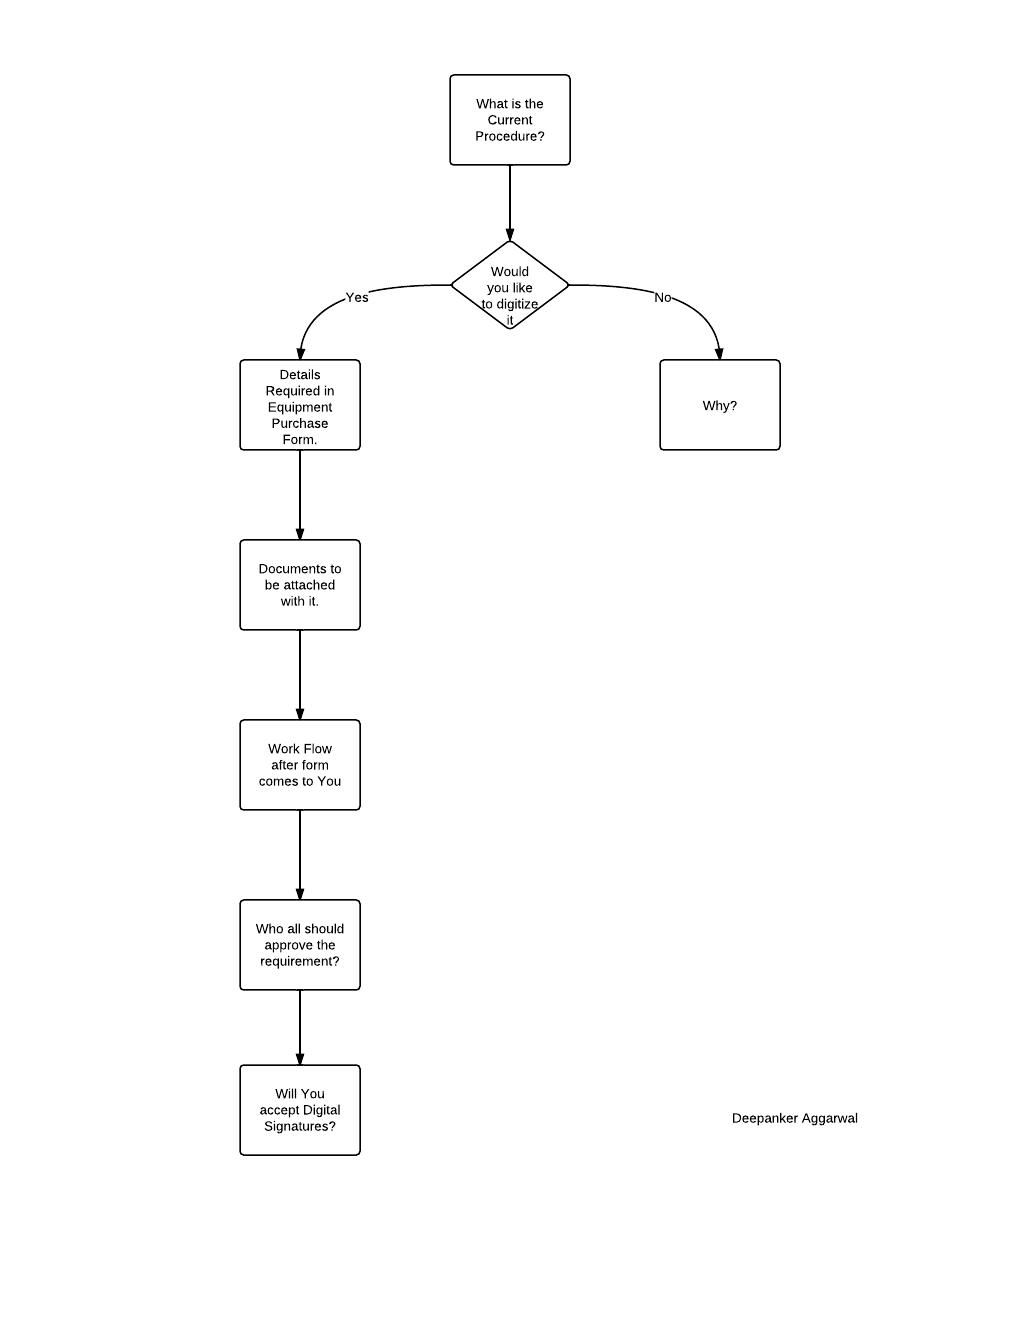 What is the
Current
Procedure?
Would
you like
to digitize
it
Yes
No
Details
Required in
Equipment
Purchase
Form.
Why?
Documents to
be attached
with it.
Work Flow
after form
comes to You
Who all should
approve the
requirement?
Will You
accept Digital
Signatures?
Deepanker Aggarwal